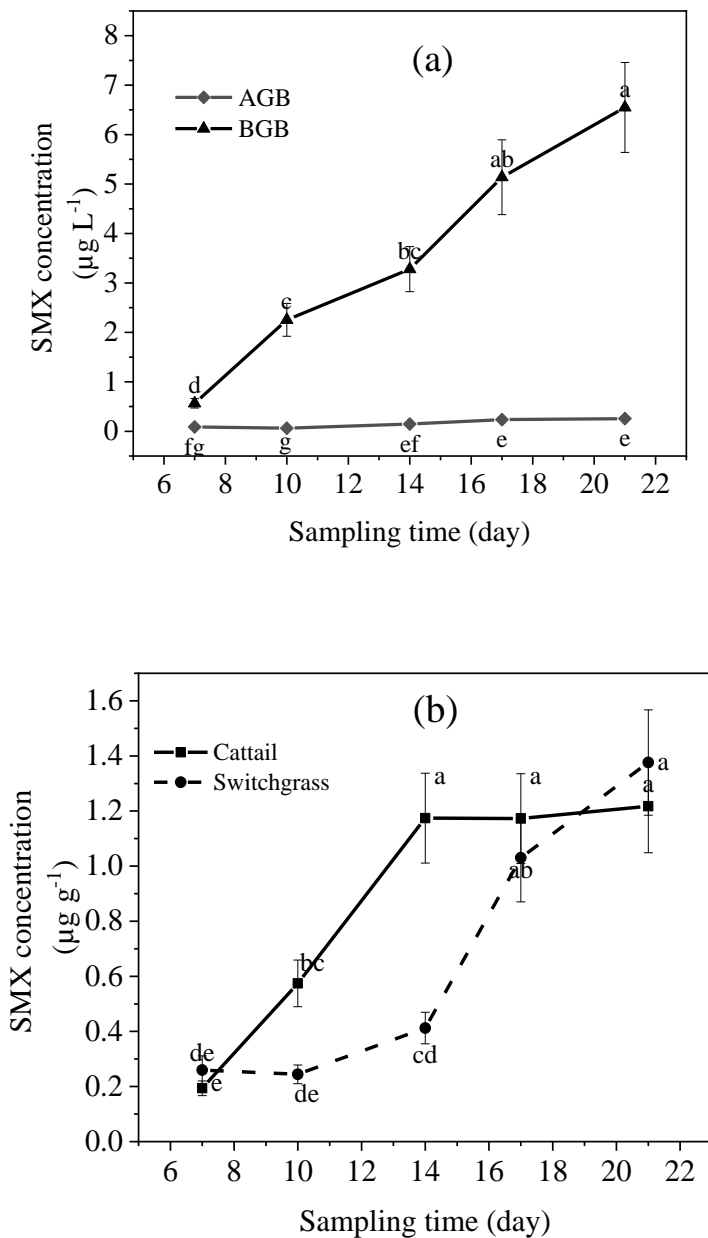 (a)
AGB
BGB
8
7
6
5
4
3
2
1
0
SMX concentration
(µg L⁻¹)
d
c
bc
ab
a
fg
g
ef
e
e
6 8 10 12 14 16 18 20 22
Sampling time (day)
(b)
Cattail
Switchgrass
1.6
1.4
1.2
1.0
0.8
0.6
0.4
0.2
0.0
SMX concentration
(µg g⁻¹)
de
e
bc
de
a
cd
a
ab
a
a
6 8 10 12 14 16 18 20 22
Sampling time (day)